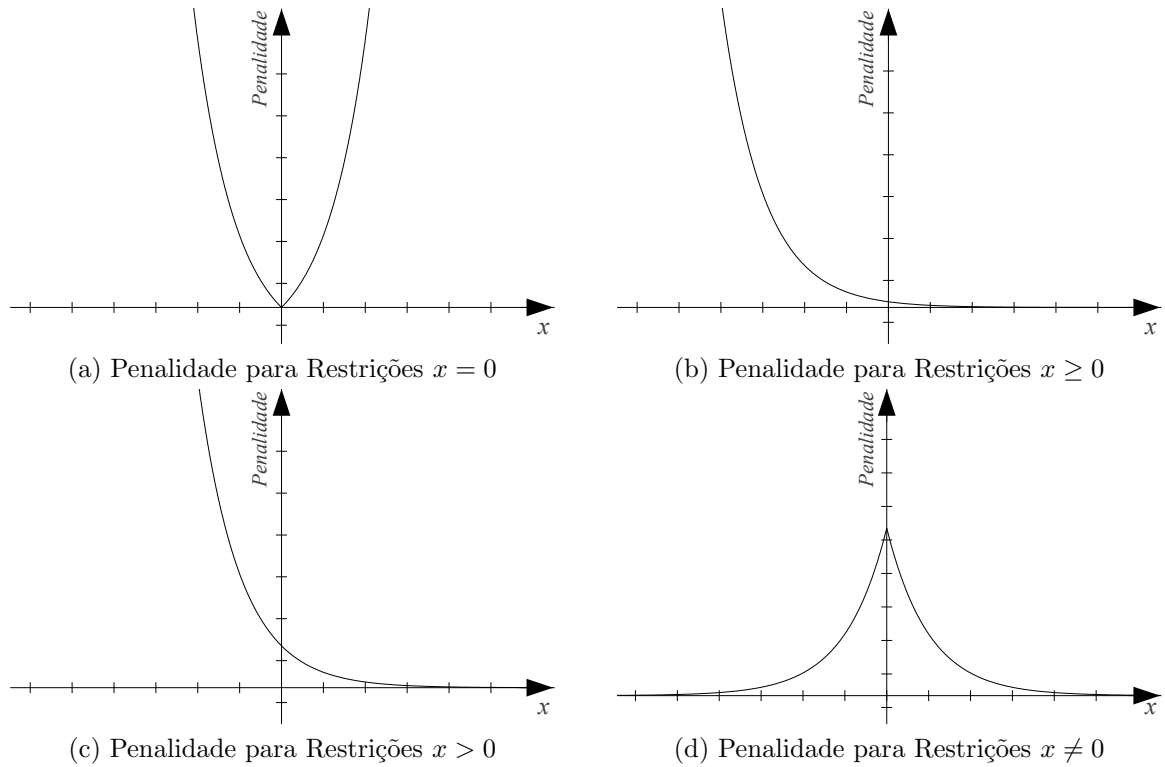 Penalidade
x
(a) Penalidade para Restrições x = 0
Penalidade
x
(b) Penalidade para Restrições x ≥ 0
Penalidade
x
(c) Penalidade para Restrições x > 0
Penalidade
x
(d) Penalidade para Restrições x ≠ 0